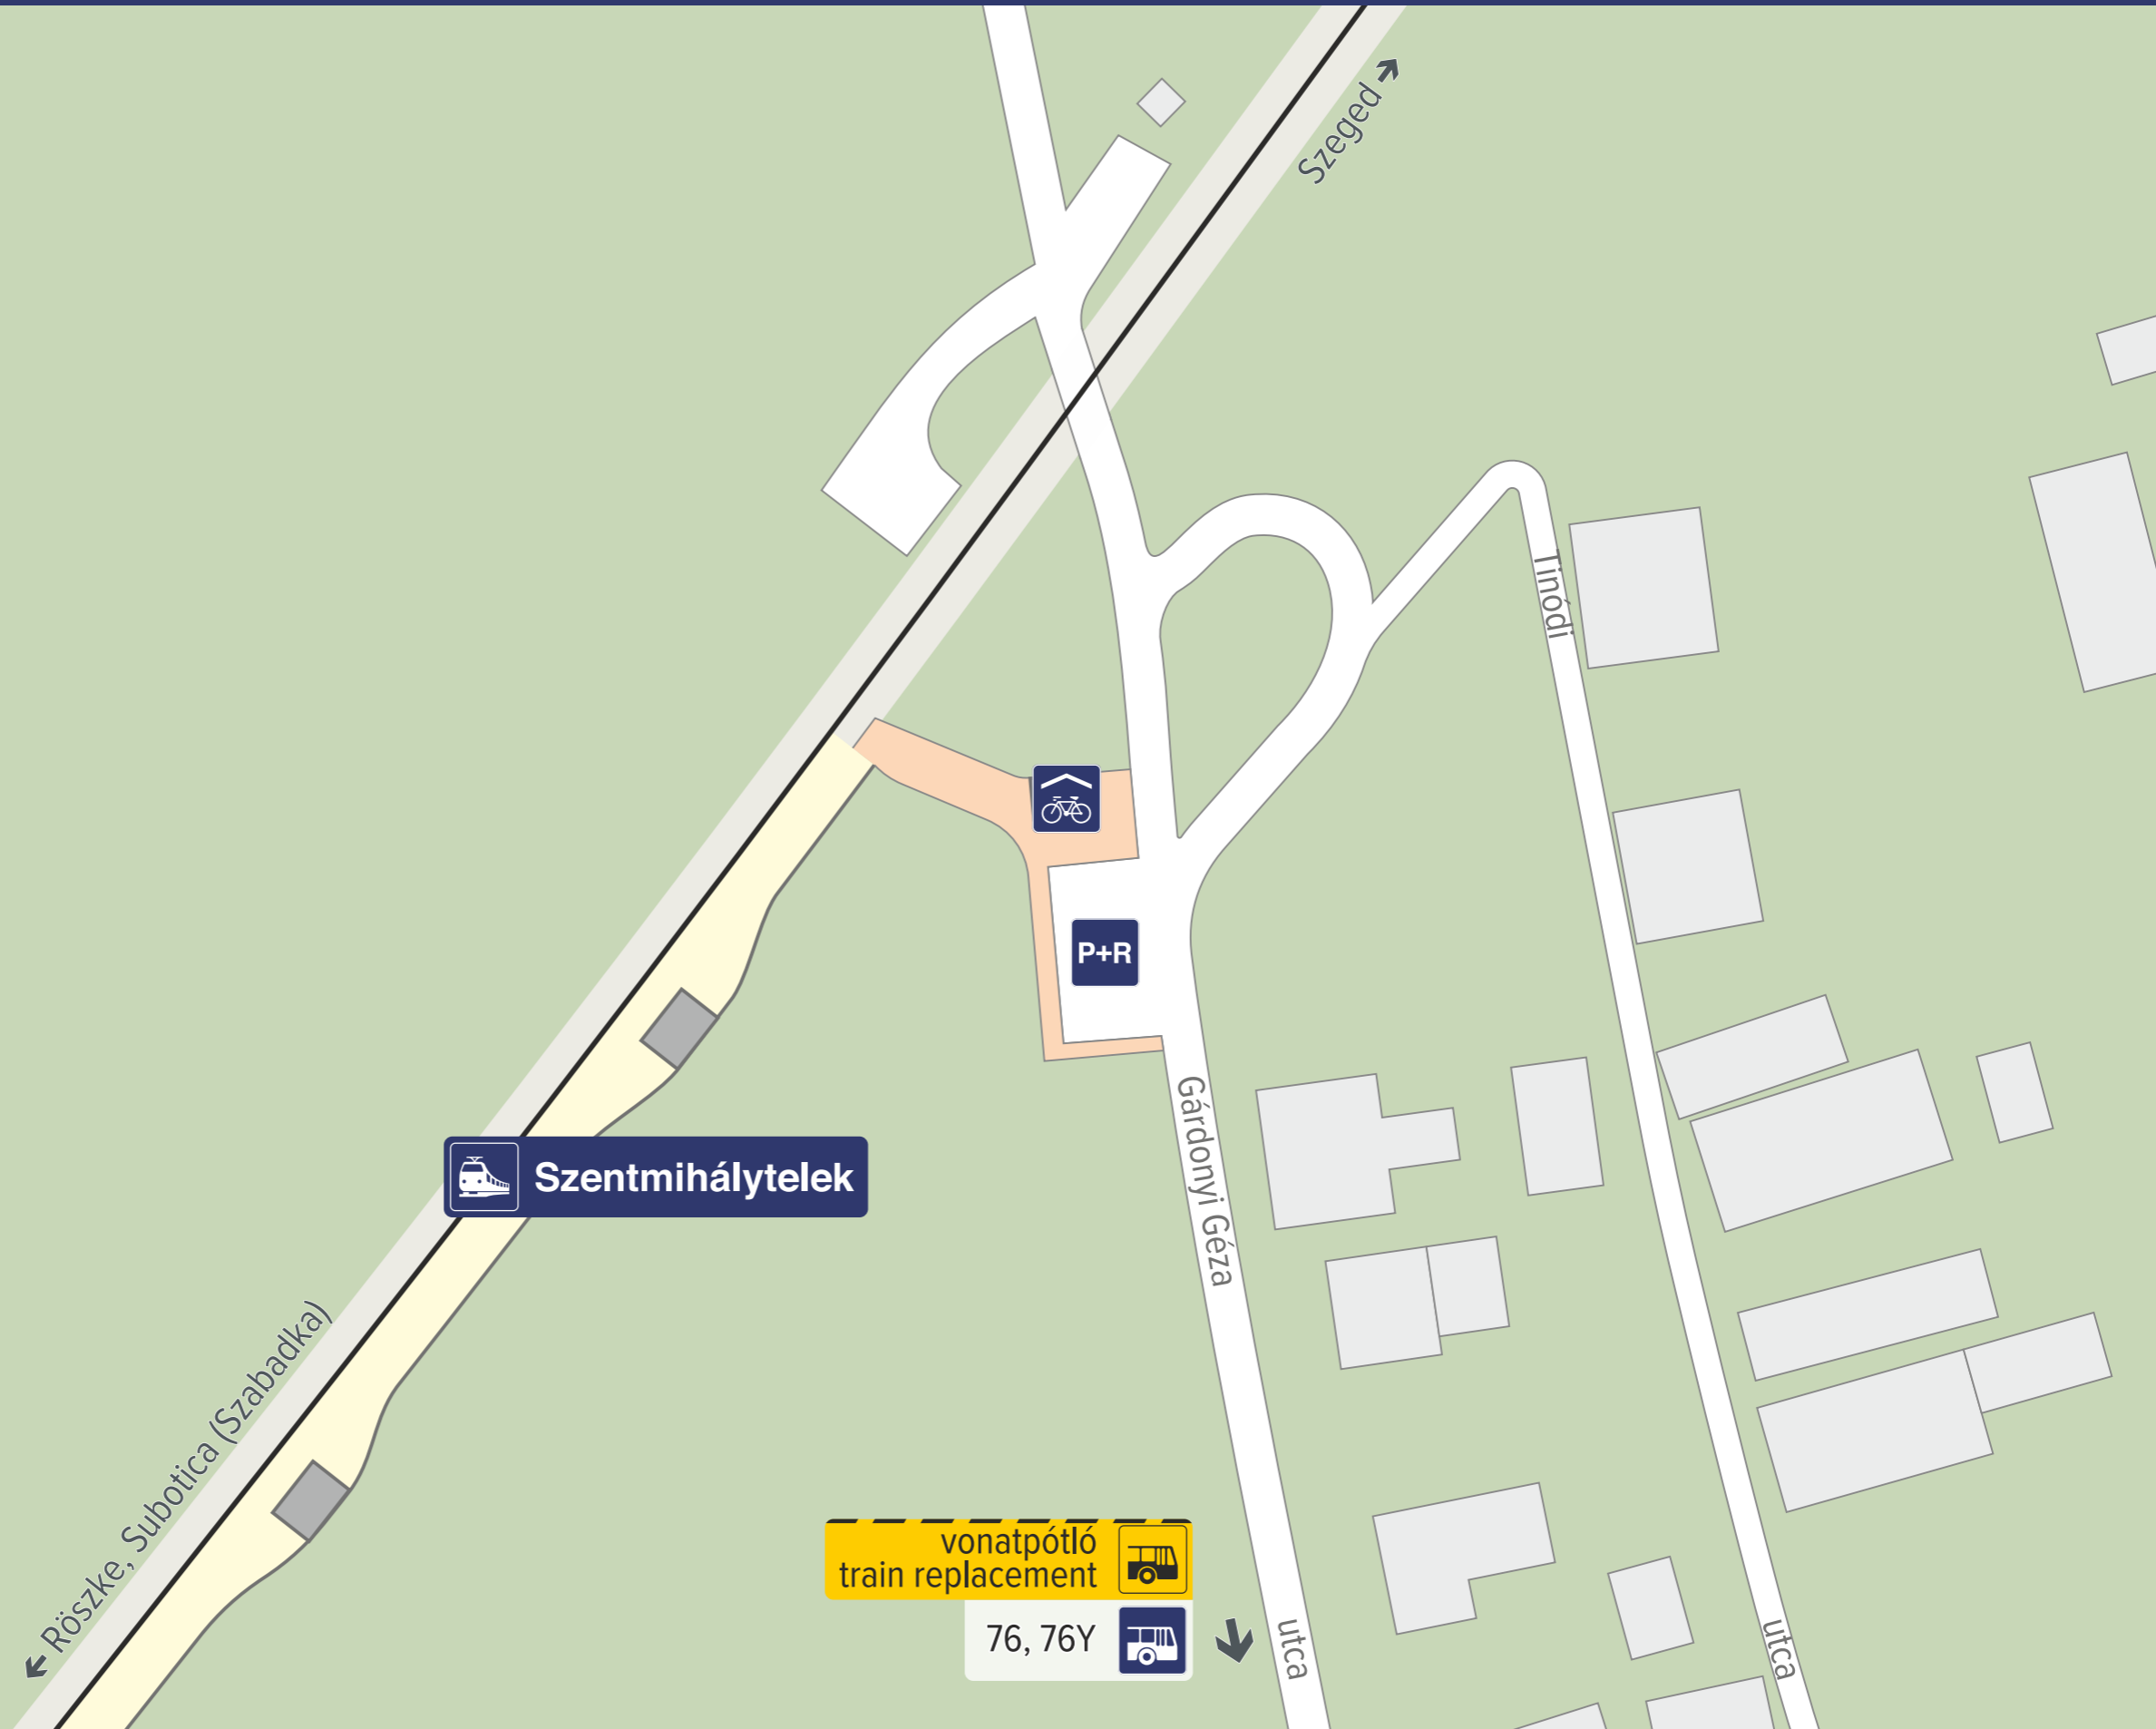 Szeged
Tinódi
P+R
Gárdonyi Géza
Szentmihálytelek
Röszke, Subotica (Szabadka)
vonatpótló
train replacement
76, 76Y
utca
utca